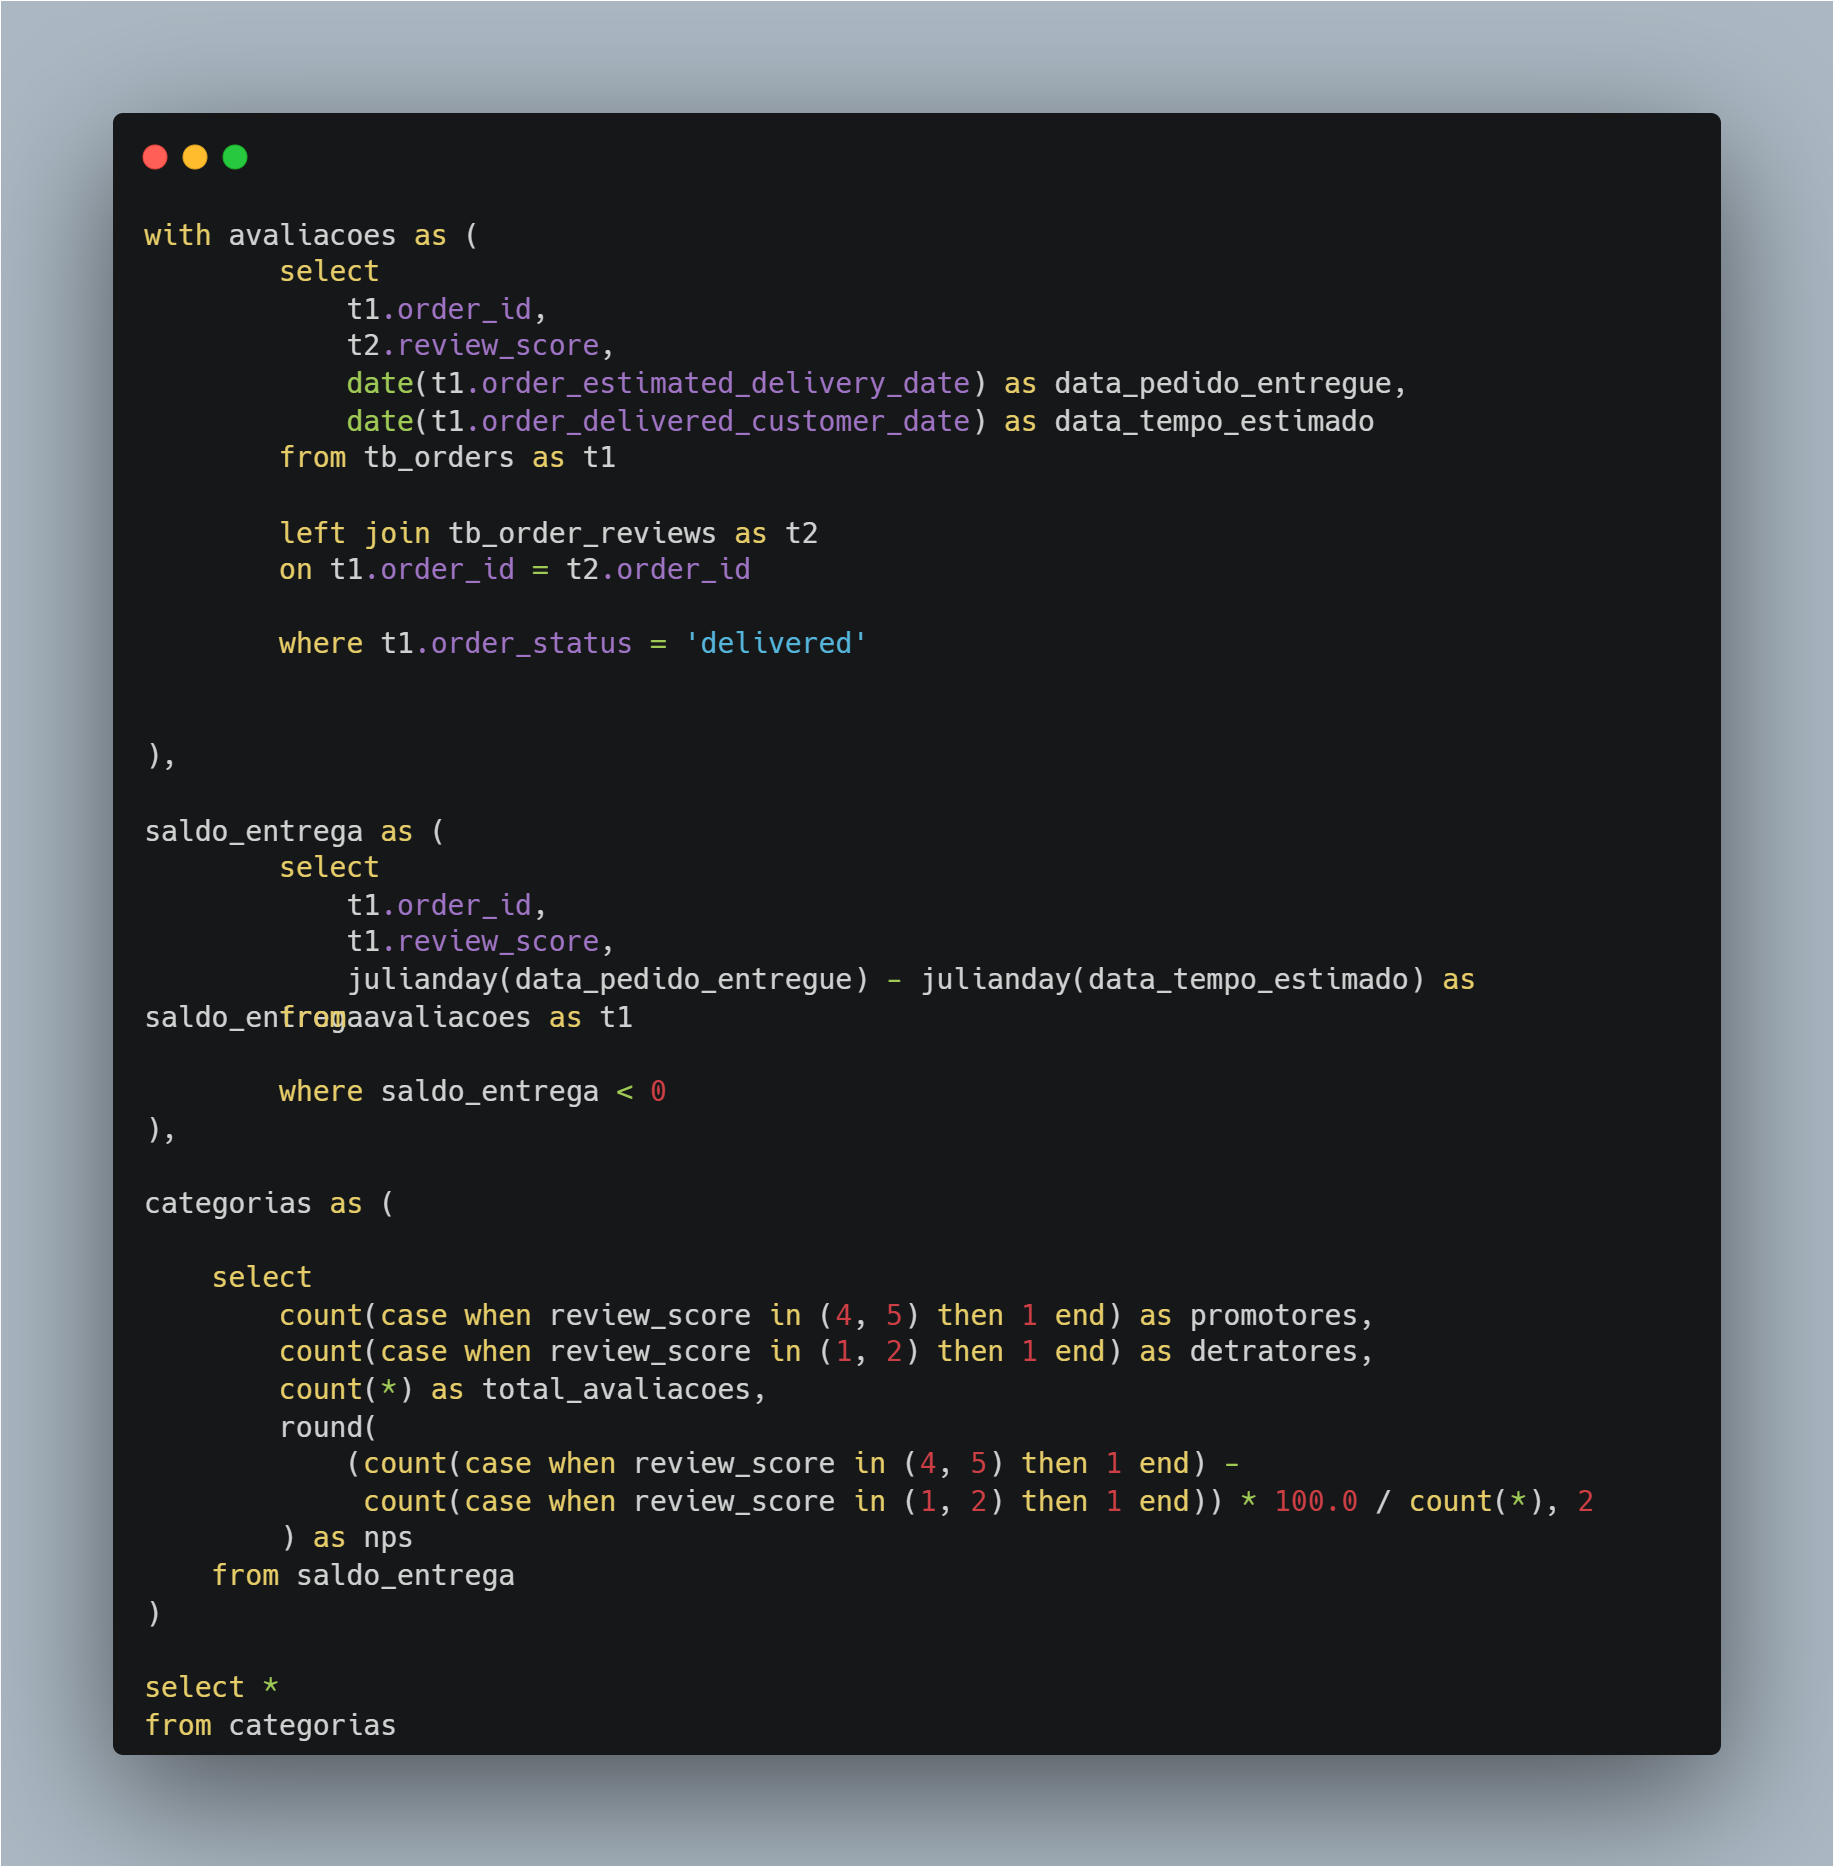 with avaliacoes as (
        select
            t1.order_id,
            t2.review_score,
            date(t1.order_estimated_delivery_date) as data_pedido_entregue,
            date(t1.order_delivered_customer_date) as data_tempo_estimado
        from tb_orders as t1
        left join tb_order_reviews as t2
        on t1.order_id = t2.order_id
        where t1.order_status = 'delivered'
),
saldo_entrega as (
        select
            t1.order_id,
            t1.review_score,
            julianday(data_pedido_entregue) - julianday(data_tempo_estimado) as
saldo_entrega
        from avaliacoes as t1
        where saldo_entrega < 0
),
categorias as (
    select
        count(case when review_score in (4, 5) then 1 end) as promotores,
        count(case when review_score in (1, 2) then 1 end) as detratores,
        count(*) as total_avaliacoes,
        round(
            (count(case when review_score in (4, 5) then 1 end) -
             count(case when review_score in (1, 2) then 1 end)) * 100.0 / count(*), 2
        ) as nps
    from saldo_entrega
)
select *
from categorias